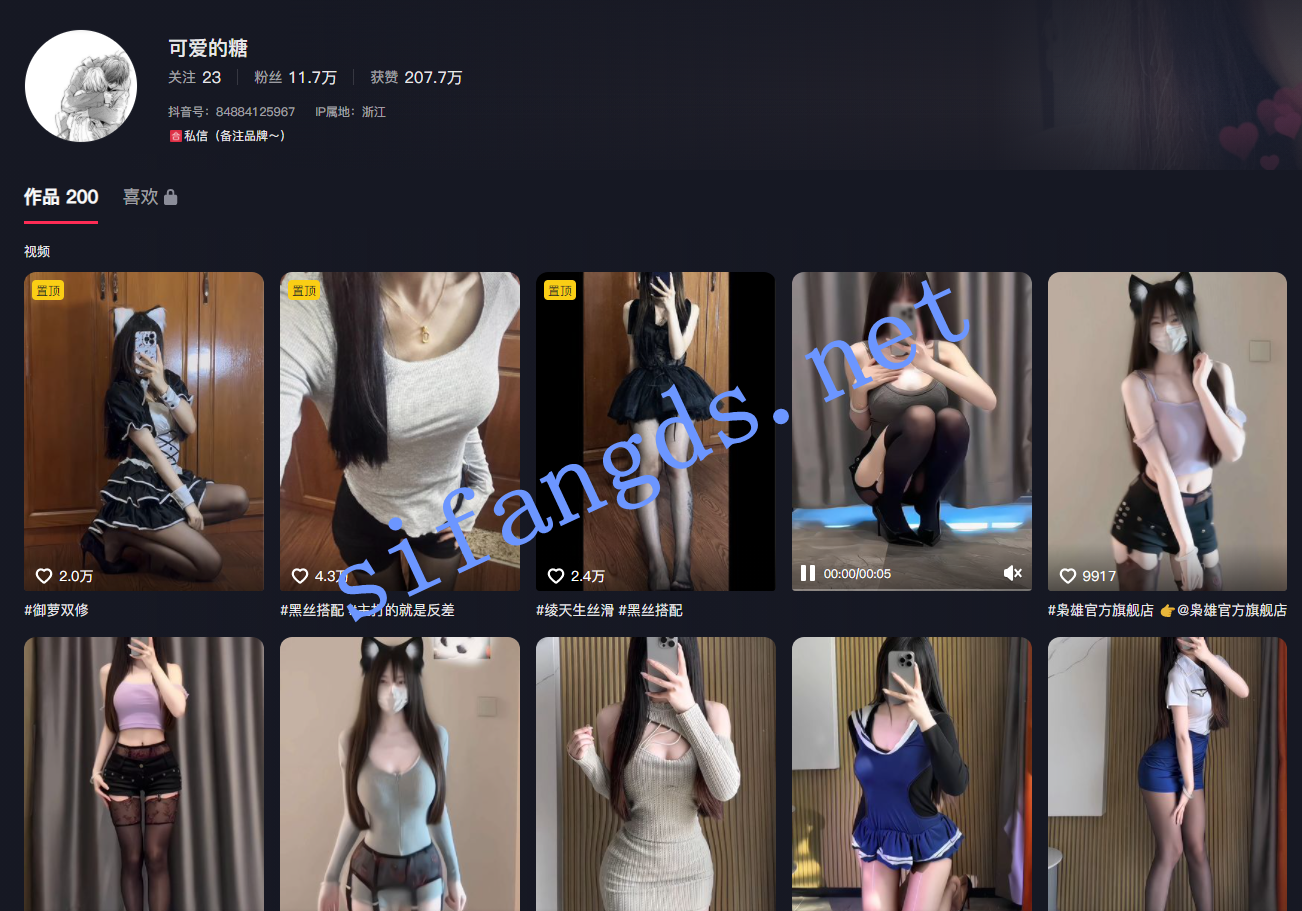 可爱的糖
关注 23 粉丝 11.7万 获赞 207.7万
抖音号：84884125967 IP属地：浙江
合 私信（备注品牌～）
作品 200 喜欢
视频
置顶
置顶
置顶
2.0万
4.3万
2.4万
00:00/00:05
9917
#御萝双修
#黑丝搭配 #主打的就是反差
#绫天生丝滑 #黑丝搭配
#枭雄官方旗舰店 👉@枭雄官方旗舰店
sifangds.net